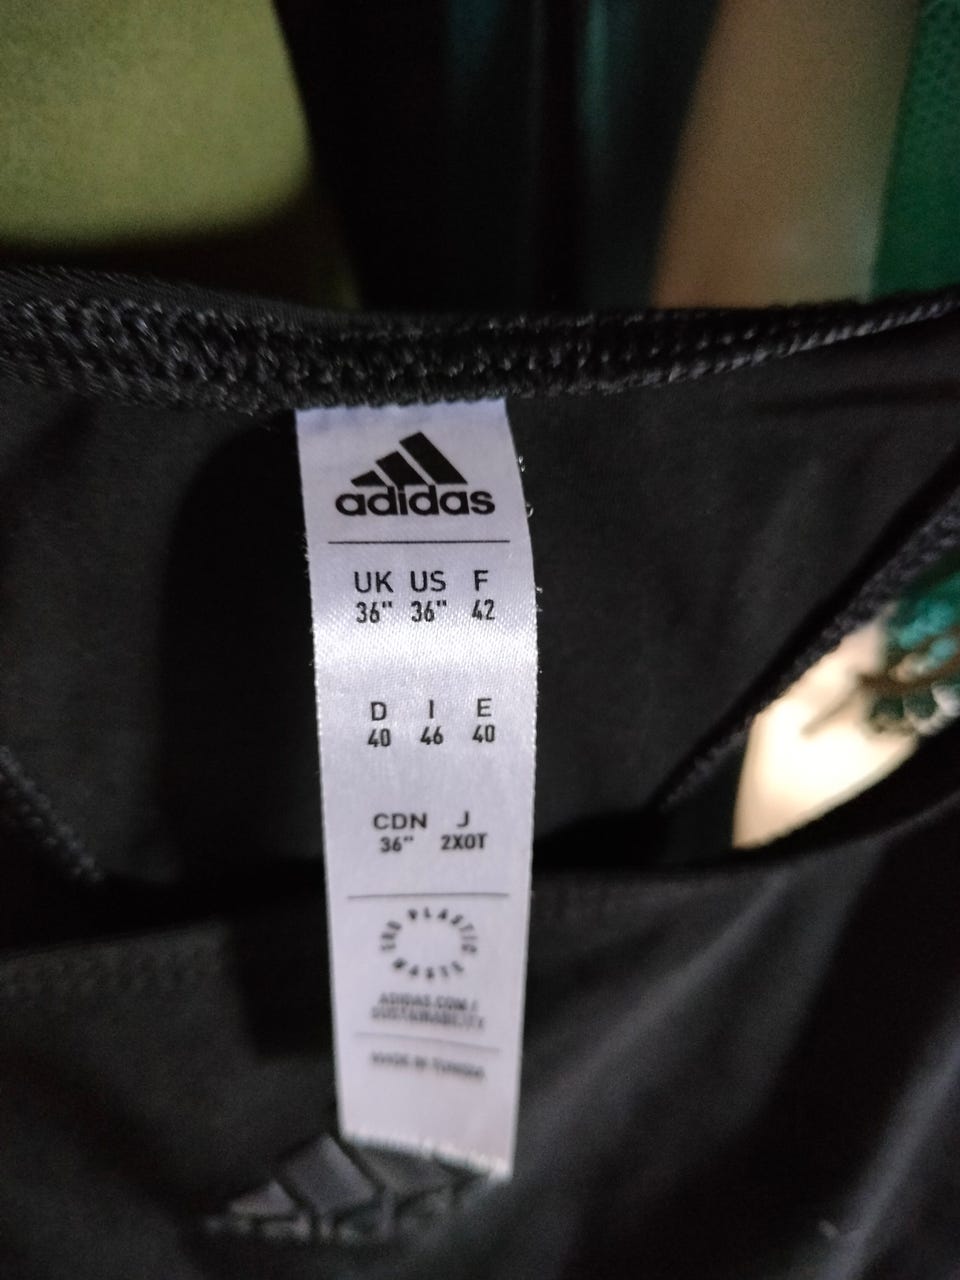 adidas
UK US F
36" 36" 42
D I E
40 46 40
CDN J
36" 2XOT
END PLASTIC WASTE
ADIDAS.COM/
SUSTAINABILITY
MADE IN TUNISIA